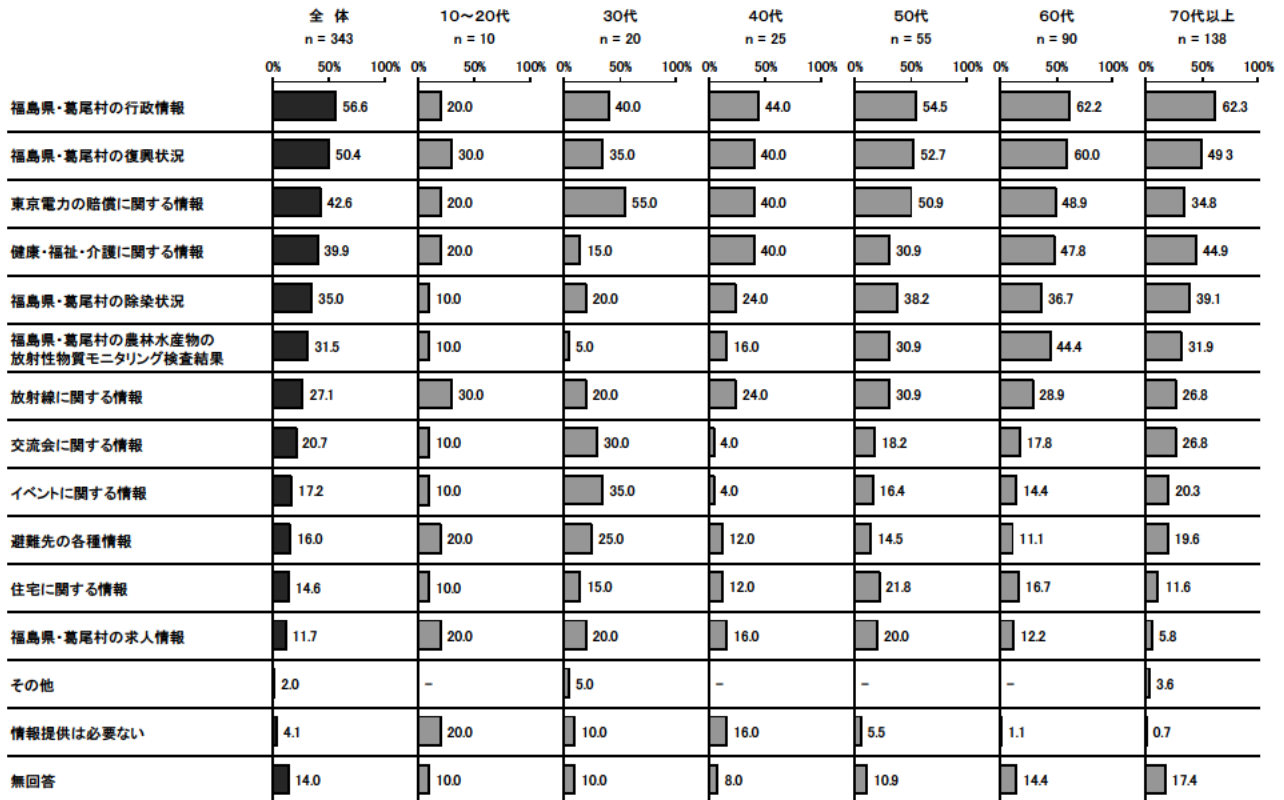 全 体 10～20代 30代 40代 50代 60代 70代以上
n = 343 n = 10 n = 20 n = 25 n = 55 n = 90 n = 138
0% 50% 100% 0% 50% 100% 0% 50% 100% 0% 50% 100% 0% 50% 100% 0% 50% 100% 0% 50% 100%
福島県・葛尾村の行政情報 56.6 20.0 40.0 44.0 54.5 62.2 62.3
福島県・葛尾村の復興状況 50.4 30.0 35.0 40.0 52.7 60.0 49 3
東京電力の賠償に関する情報 42.6 20.0 55.0 40.0 50.9 48.9 34.8
健康・福祉・介護に関する情報 39.9 20.0 15.0 40.0 30.9 47.8 44.9
福島県・葛尾村の除染状況 35.0 10.0 20.0 24.0 38.2 36.7 39.1
福島県・葛尾村の農林水産物の
放射性物質モニタリング検査結果 31.5 10.0 5.0 16.0 30.9 44.4 31.9
放射線に関する情報 27.1 30.0 20.0 24.0 30.9 28.9 26.8
交流会に関する情報 20.7 10.0 30.0 4.0 18.2 17.8 26.8
イベントに関する情報 17.2 10.0 35.0 4.0 16.4 14.4 20.3
避難先の各種情報 16.0 20.0 25.0 12.0 14.5 11.1 19.6
住宅に関する情報 14.6 10.0 15.0 12.0 21.8 16.7 11.6
福島県・葛尾村の求人情報 11.7 20.0 20.0 16.0 20.0 12.2 5.8
その他 2.0 － 5.0 － － － 3.6
情報提供は必要ない 4.1 20.0 10.0 16.0 5.5 1.1 0.7
無回答 14.0 10.0 10.0 8.0 10.9 14.4 17.4